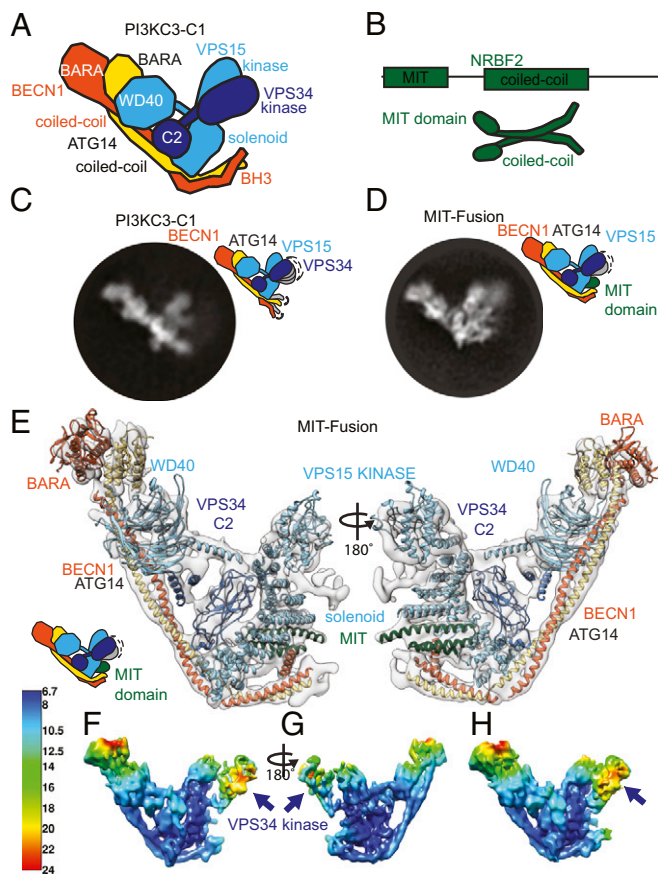 A
PI3KC3-C1
BARA
VPS15
kinase
BARA
BECN1
WD40
VPS34
kinase
coiled-coil
C2
ATG14
solenoid
coiled-coil
BH3
B
NRBF2
MIT
coiled-coil
MIT domain
coiled-coil
C
PI3KC3-C1
BECN1
ATG14
VPS15
VPS34
D
MIT-Fusion
BECN1 ATG14
VPS15
MIT
domain
E
MIT-Fusion
BARA
WD40
VPS34
C2
VPS15 KINASE
180°
VPS34
C2
WD40
BARA
BECN1
ATG14
solenoid
MIT
BECN1
ATG14
MIT
domain
6.7
8
10.5
12.5
14
16
18
20
22
24
F
G
H
180°
VPS34 kinase